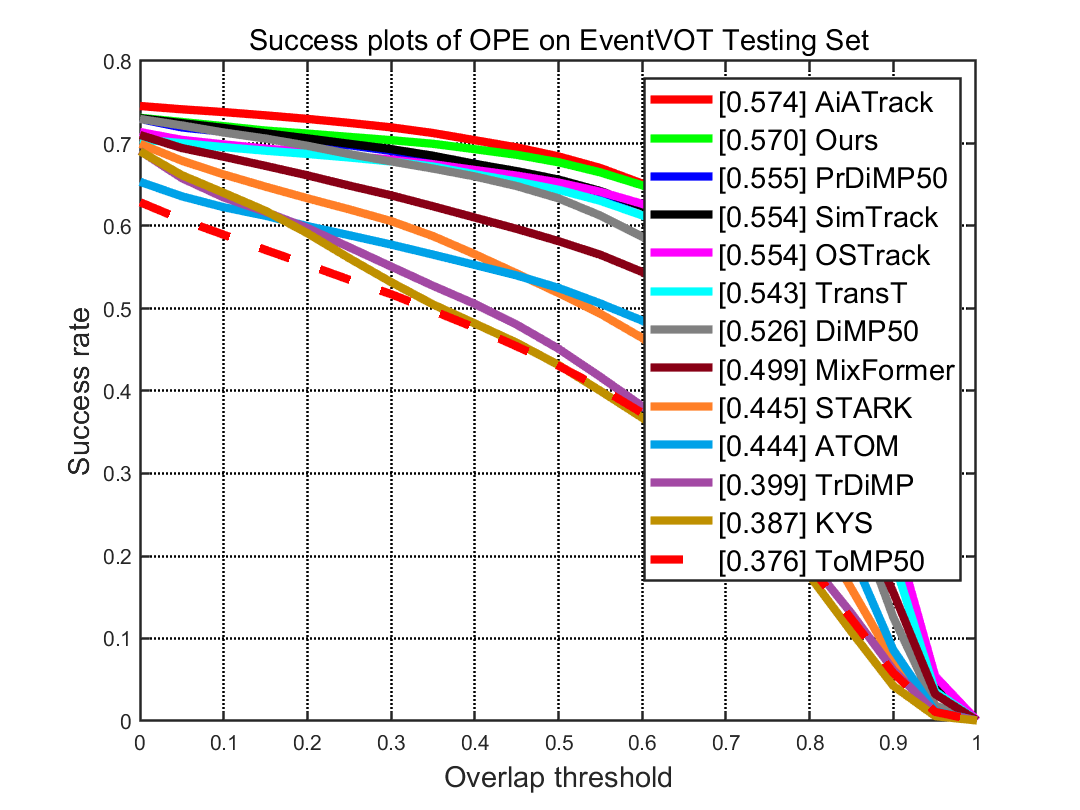 Success plots of OPE on EventVOT Testing Set
0.8
0.7
0.6
0.5
0.4
0.3
0.2
0.1
0
Success rate
[0.574] AiATrack
[0.570] Ours
[0.555] PrDiMP50
[0.554] SimTrack
[0.554] OSTrack
[0.543] TransT
[0.526] DiMP50
[0.499] MixFormer
[0.445] STARK
[0.444] ATOM
[0.399] TrDiMP
[0.387] KYS
[0.376] ToMP50
0 0.1 0.2 0.3 0.4 0.5 0.6 0.7 0.8 0.9 1
Overlap threshold